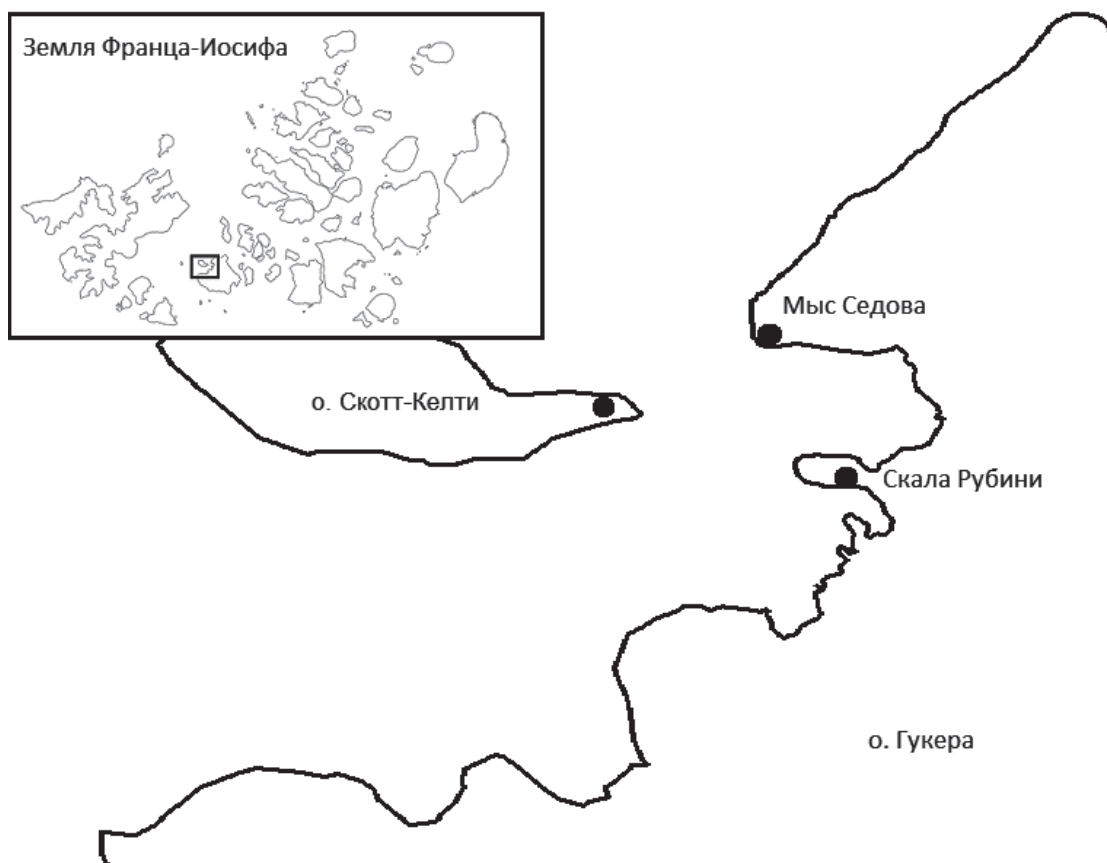 Земля Франца-Иосифа
Мыс Седова
о. Скотт-Келти
Скала Рубини
о. Гукера